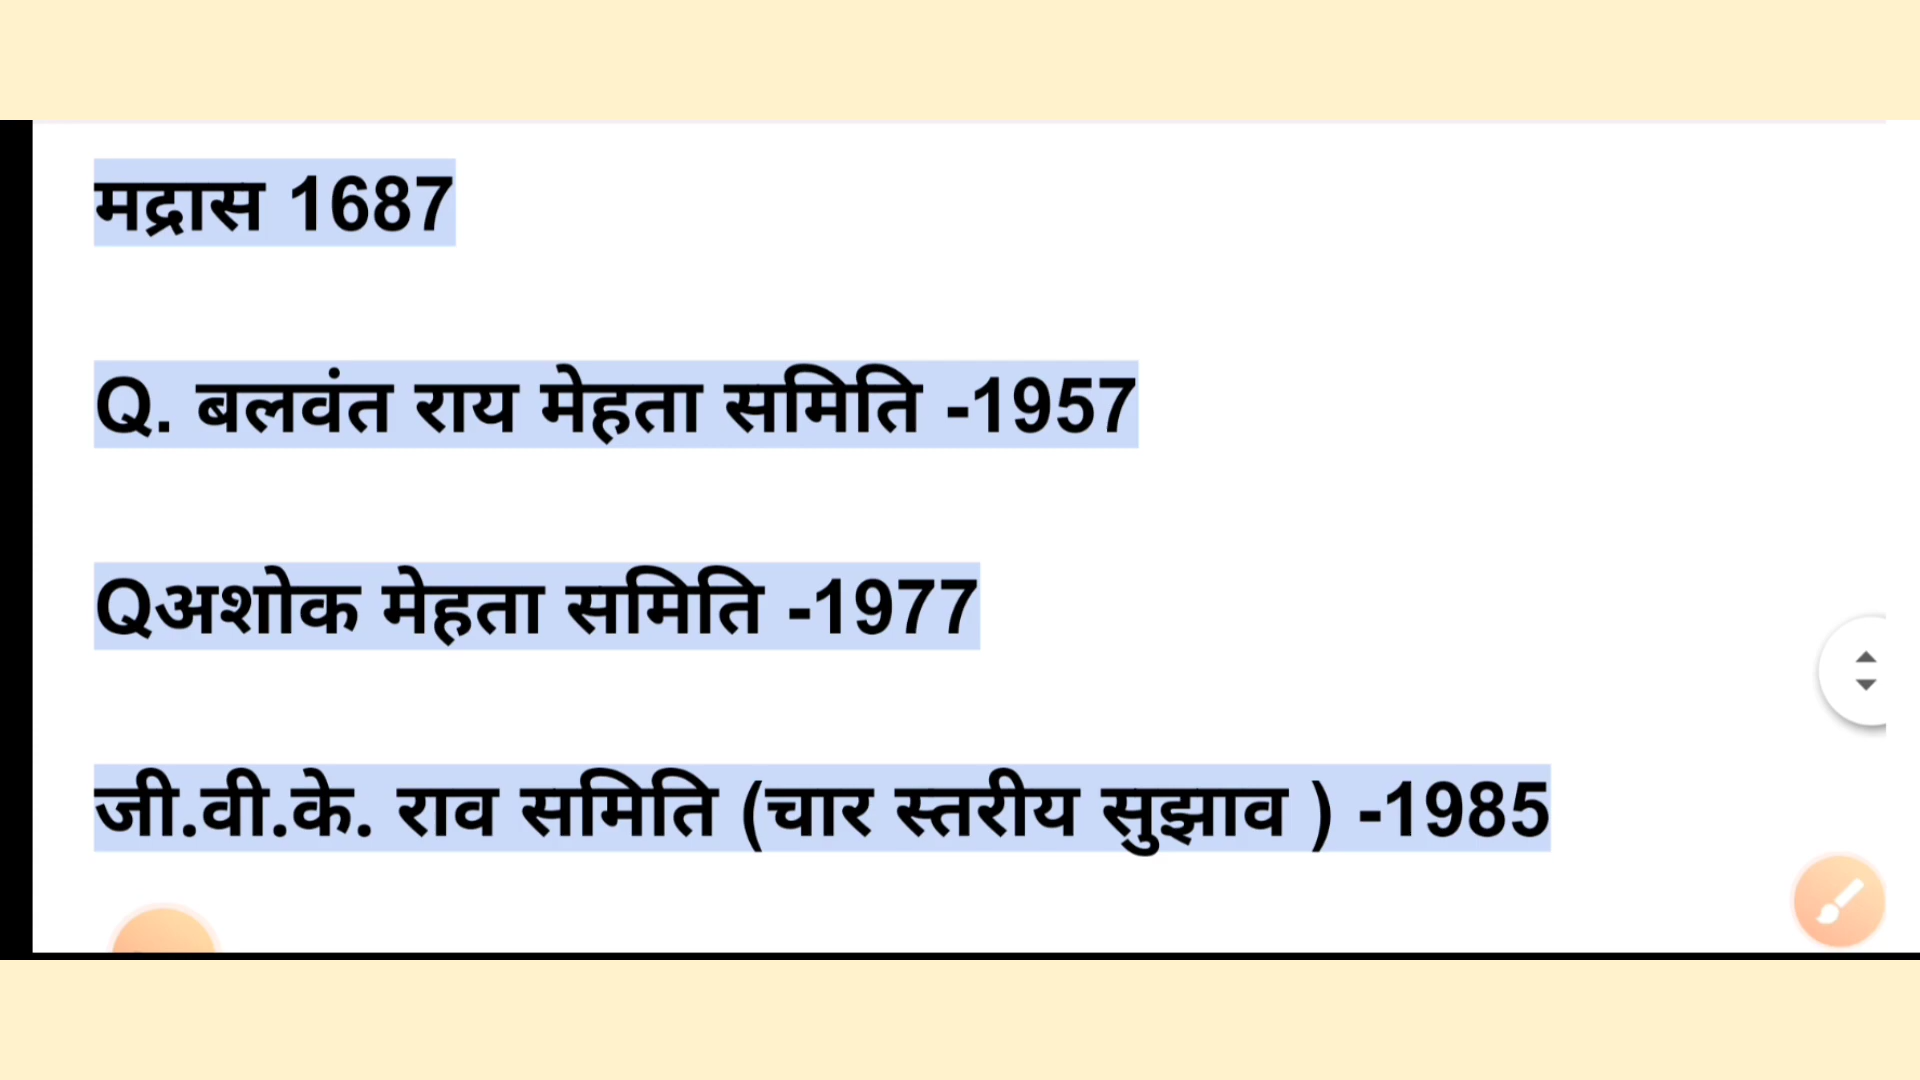 मद्रास 1687
Q. बलवंत राय मेहता समिति -1957
Qअशोक मेहता समिति -1977
जी.वी.के. राव समिति (चार स्तरीय सुझाव ) -1985